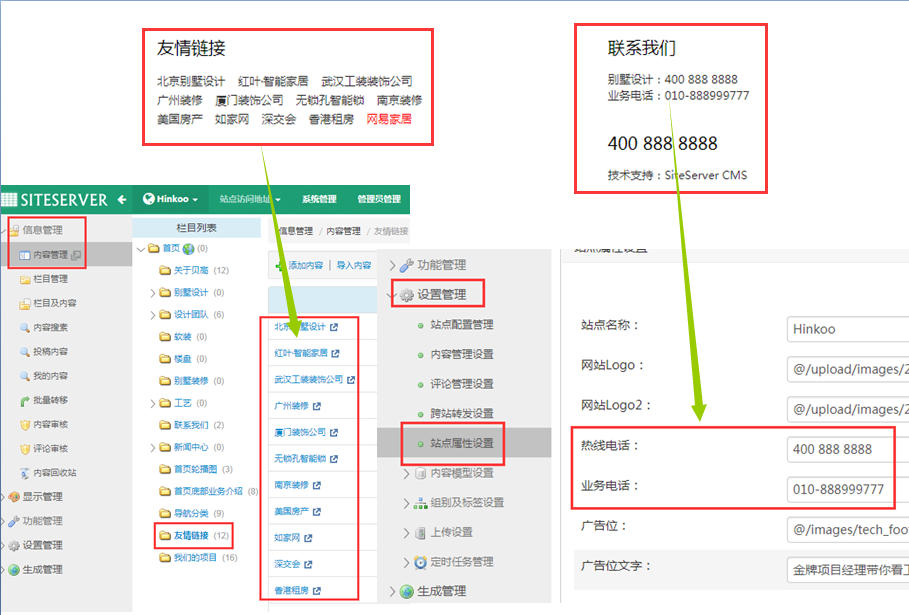 友情链接
北京别墅设计 红叶·智能家居 武汉工装装饰公司
广州装修 厦门装饰公司 无锁孔智能锁 南京装修
美国房产 如家网 深交会 香港租房 网易家居
联系我们
别墅设计：400 888 8888
业务电话：010-888999777
400 888 8888
技术支持：SiteServer CMS
SITESERVER
Hinkoo
站点访问地址
系统管理
管理员管理
信息管理
内容管理
栏目管理
栏目及内容
内容搜索
投稿内容
我的内容
批量转移
内容审核
评论审核
内容回收站
显示管理
功能管理
设置管理
生成管理
栏目列表
首页 (0)
关于贝高 (12)
别墅设计 (0)
设计团队 (6)
软装 (0)
楼盘 (0)
别墅装修 (0)
工艺 (0)
联系我们 (2)
新闻中心 (0)
首页轮播图 (3)
首页底部业务介绍 (8)
导航分类 (9)
友情链接 (12)
我们的项目 (16)
信息管理 / 内容管理 / 友情链接
添加内容 | 导入内容
北京别墅设计
红叶·智能家居
武汉工装装饰公司
广州装修
厦门装饰公司
无锁孔智能锁
南京装修
美国房产
如家网
深交会
香港租房
功能管理
设置管理
站点配置管理
内容管理设置
评论管理设置
跨站转发设置
站点属性设置
内容模型设置
组别及标签设置
上传设置
定时任务管理
生成管理
站点属性设置
站点名称： Hinkoo
网站Logo： @/upload/images/2
网站Logo2： @/upload/images/2
热线电话： 400 888 8888
业务电话： 010-888999777
广告位： @/images/tech_foo
广告位文字： 金牌项目经理带你看工